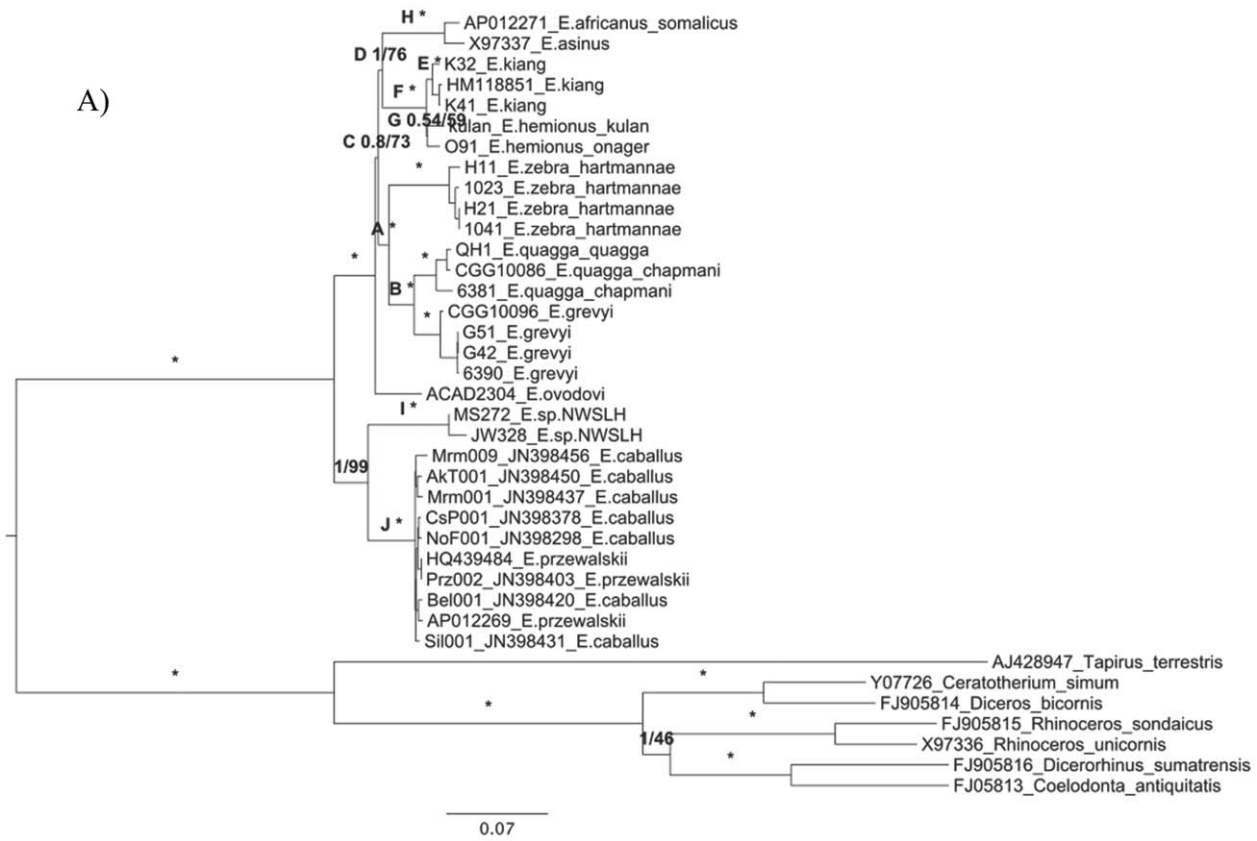 H *
AP012271_E.africanus_somalicus
X97337_E.asinus
D 1/76
E *
K32_E.kiang
A)
F *
HM118851_E.kiang
K41_E.kiang
G 0.54/59
kulan_E.hemionus_kulan
C 0.8/73
O91_E.hemionus_onager
*
H11_E.zebra_hartmannae
1023_E.zebra_hartmannae
H21_E.zebra_hartmannae
A *
1041_E.zebra_hartmannae
*
*
QH1_E.quagga_quagga
CGG10086_E.quagga_chapmani
B *
6381_E.quagga_chapmani
*
CGG10096_E.grevyi
G51_E.grevyi
*
G42_E.grevyi
6390_E.grevyi
ACAD2304_E.ovodovi
I *
MS272_E.sp.NWSLH
JW328_E.sp.NWSLH
1/99
Mrm009_JN398456_E.caballus
AkT001_JN398450_E.caballus
Mrm001_JN398437_E.caballus
J *
CsP001_JN398378_E.caballus
NoF001_JN398298_E.caballus
HQ439484_E.przewalskii
Prz002_JN398403_E.przewalskii
Bel001_JN398420_E.caballus
AP012269_E.przewalskii
Sil001_JN398431_E.caballus
*
*
AJ428947_Tapirus_terrestris
Y07726_Ceratotherium_simum
*
FJ905814_Diceros_bicornis
*
FJ905815_Rhinoceros_sondaicus
1/46
X97336_Rhinoceros_unicornis
*
FJ905816_Dicerorhinus_sumatrensis
FJ05813_Coelodonta_antiquitatis
0.07